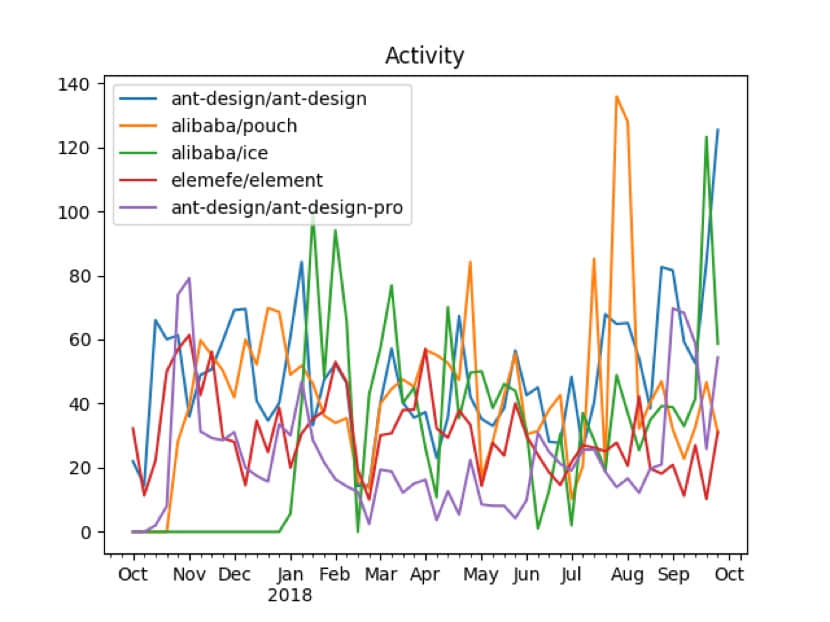 Activity
140
120
100
80
60
40
20
0
ant-design/ant-design
alibaba/pouch
alibaba/ice
elemefe/element
ant-design/ant-design-pro
Oct Nov Dec Jan Feb Mar Apr May Jun Jul Aug Sep Oct
2018